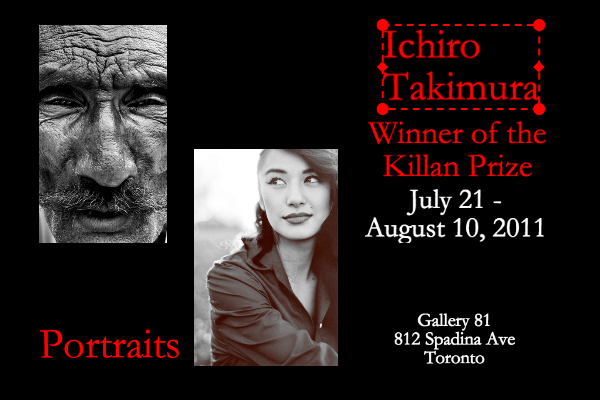 Ichiro
Takimura
Winner of the
Killan Prize
July 21 -
August 10, 2011
Portraits
Gallery 81
812 Spadina Ave
Toronto